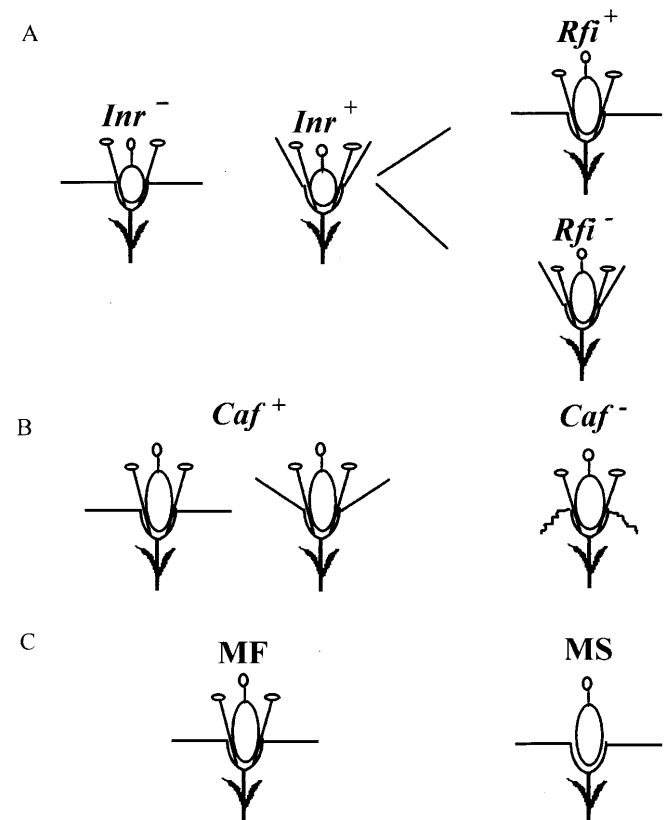 A
Rfi +
Inr −
Inr +
Rfi -
B
Caf +
Caf -
C
MF
MS